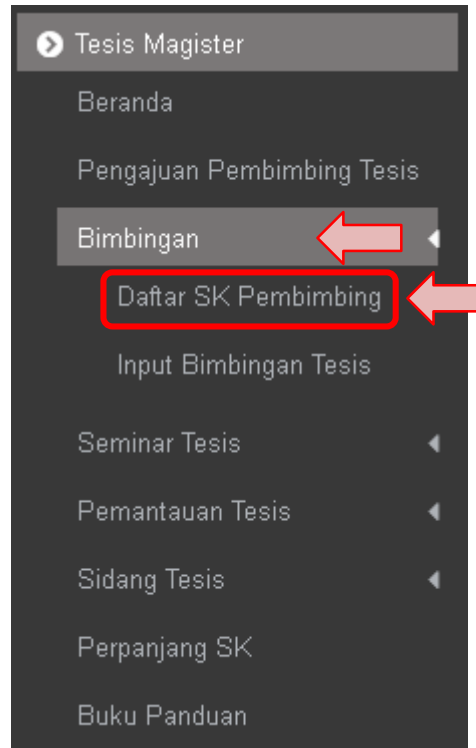 Tesis Magister
Beranda
Pengajuan Pembimbing Tesis
Bimbingan
Daftar SK Pembimbing
Input Bimbingan Tesis
Seminar Tesis
Pemantauan Tesis
Sidang Tesis
Perpanjang SK
Buku Panduan